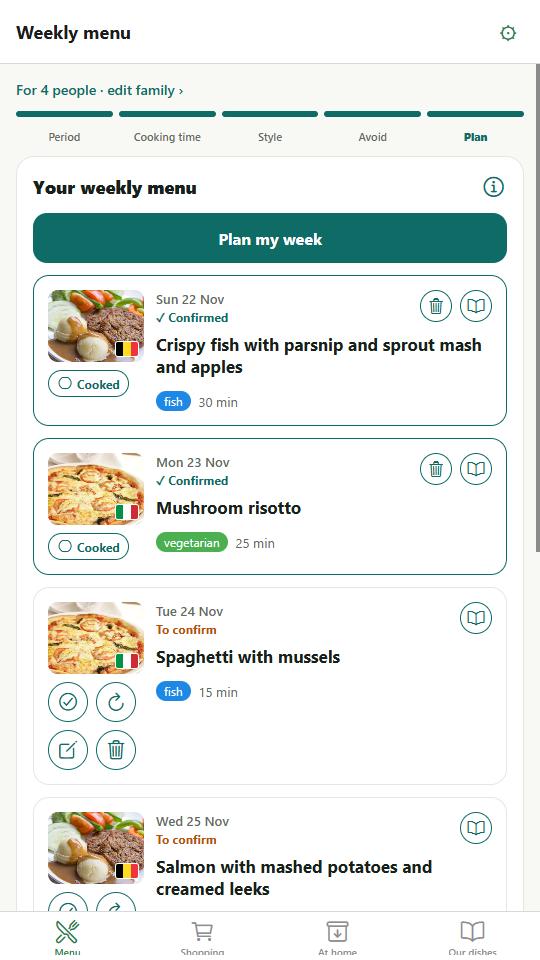 Weekly menu
For 4 people · edit family ›
Period
Cooking time
Style
Avoid
Plan
Your weekly menu
Plan my week
Sun 22 Nov
✓ Confirmed
Crispy fish with parsnip and sprout mash
and apples
Cooked
fish
30 min
Mon 23 Nov
✓ Confirmed
Mushroom risotto
Cooked
vegetarian
25 min
Tue 24 Nov
To confirm
Spaghetti with mussels
fish
15 min
Wed 25 Nov
To confirm
Salmon with mashed potatoes and
creamed leeks
Menu
Shopping
At home
Our dishes